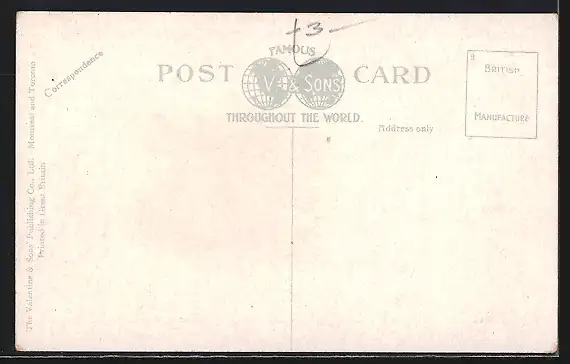 +3-
FAMOUS
POST CARD
V. & SONS
THROUGHOUT THE WORLD.
Correspondence
Address only
BRITISH
MANUFACTURE
The Valentine & Sons' Publishing Co., Ltd. Montreal and Toronto
Printed in Great Britain